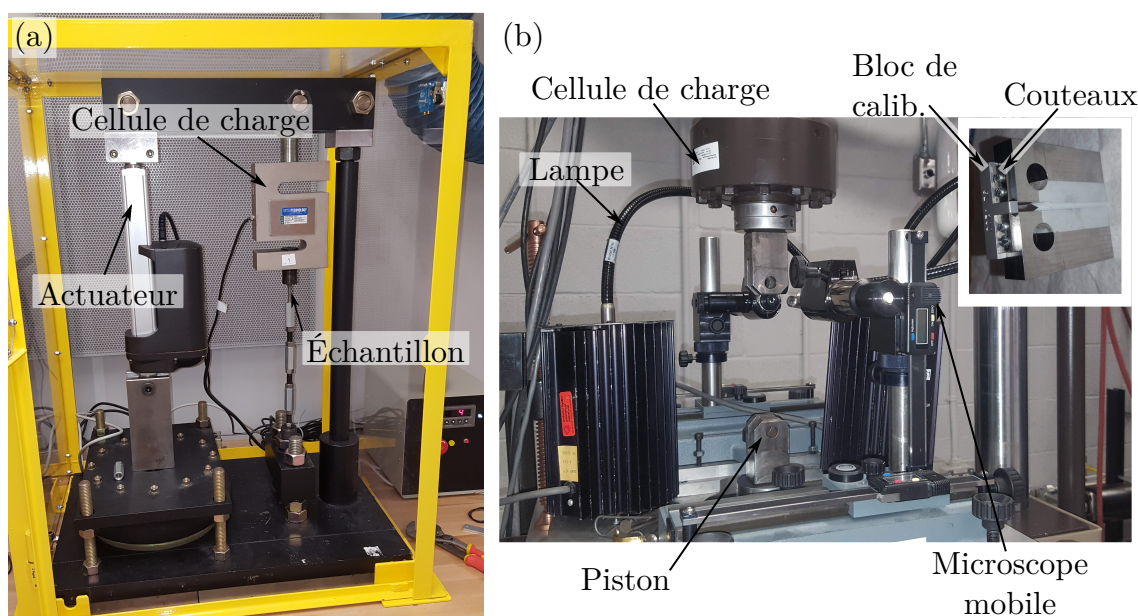 (a)
Cellule de charge
Actuateur
Échantillon
(b)
Cellule de charge
Lampe
Bloc de
calib.
Couteaux
Piston
Microscope
mobile